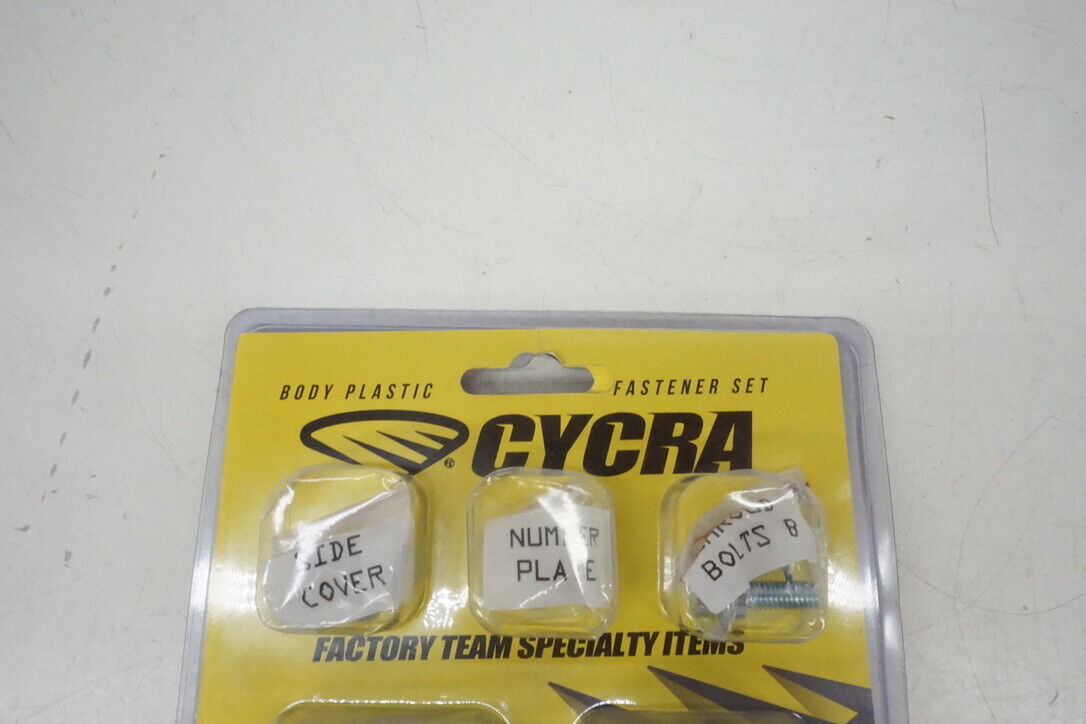 BODY PLASTIC FASTENER SET
CYCRA
®
SIDE
COVER
NUMBER
PLATE
BOLTS B
FACTORY TEAM SPECIALTY ITEMS